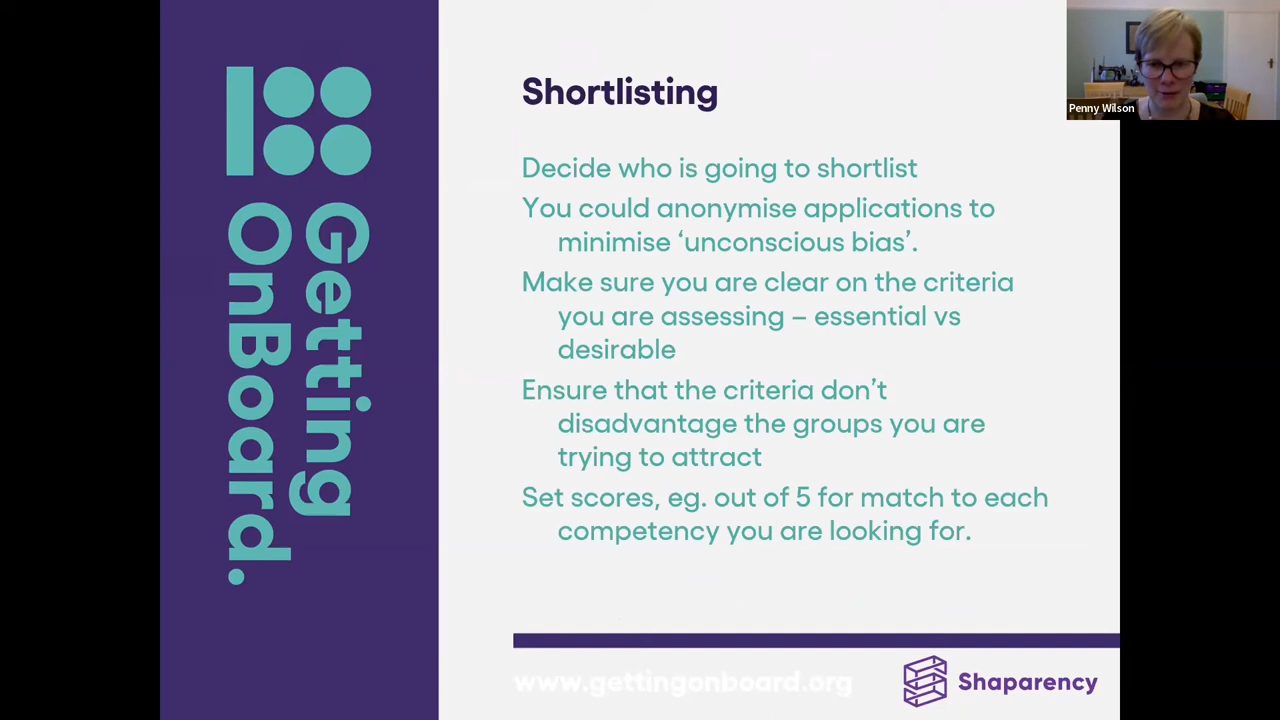 Getting
OnBoard.
Shortlisting
Decide who is going to shortlist
You could anonymise applications to
minimise ‘unconscious bias’.
Make sure you are clear on the criteria
you are assessing – essential vs
desirable
Ensure that the criteria don’t
disadvantage the groups you are
trying to attract
Set scores, eg. out of 5 for match to each
competency you are looking for.
www.gettingonboard.org
Shaparency
Penny Wilson